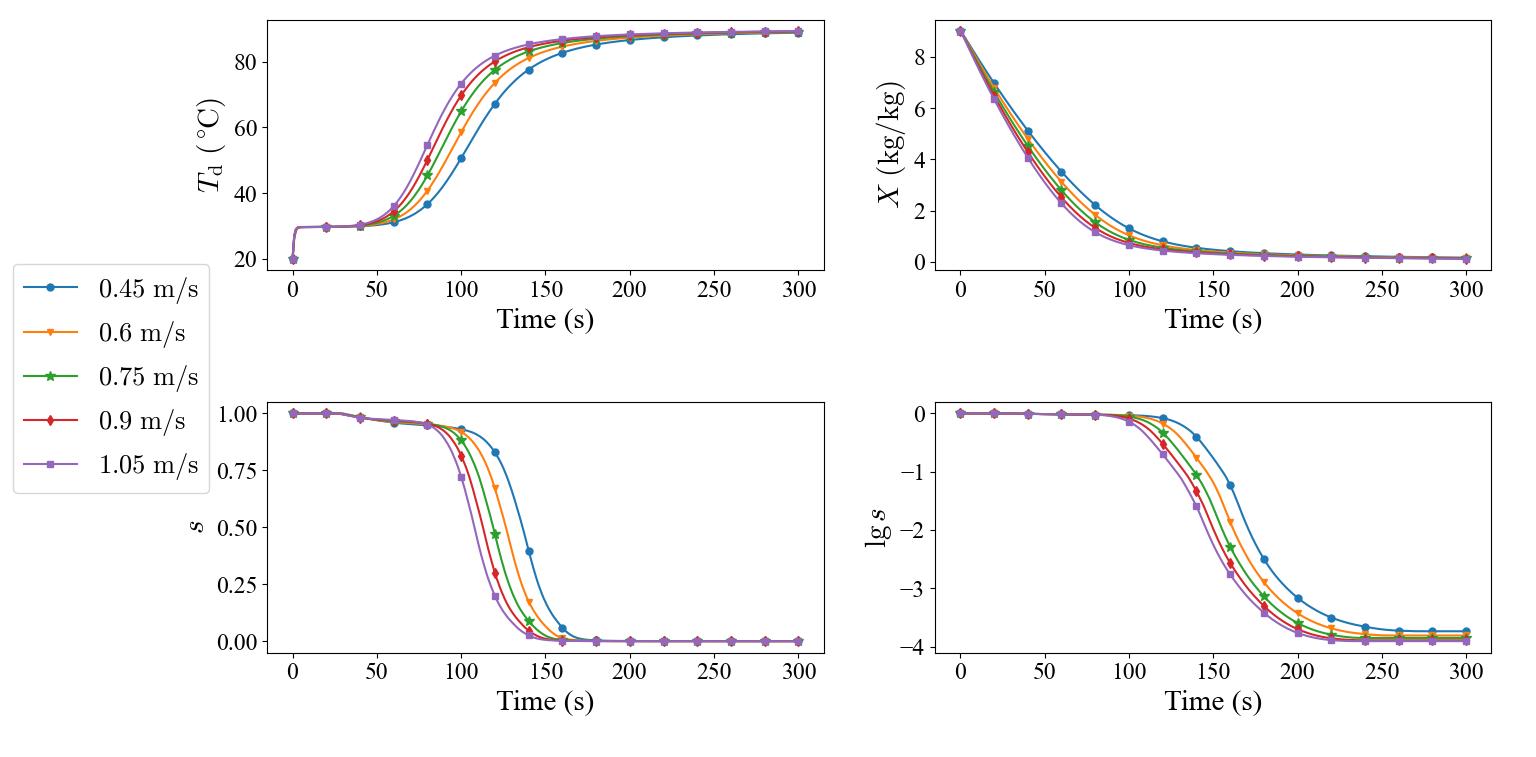 80
60
40
20
T_d (°C)
0 50 100 150 200 250 300
Time (s)
8
6
4
2
0
X (kg/kg)
0 50 100 150 200 250 300
Time (s)
0.45 m/s
0.6 m/s
0.75 m/s
0.9 m/s
1.05 m/s
1.00
0.75
0.50
0.25
0.00
s
0 50 100 150 200 250 300
Time (s)
0
−1
−2
−3
−4
lg s
0 50 100 150 200 250 300
Time (s)